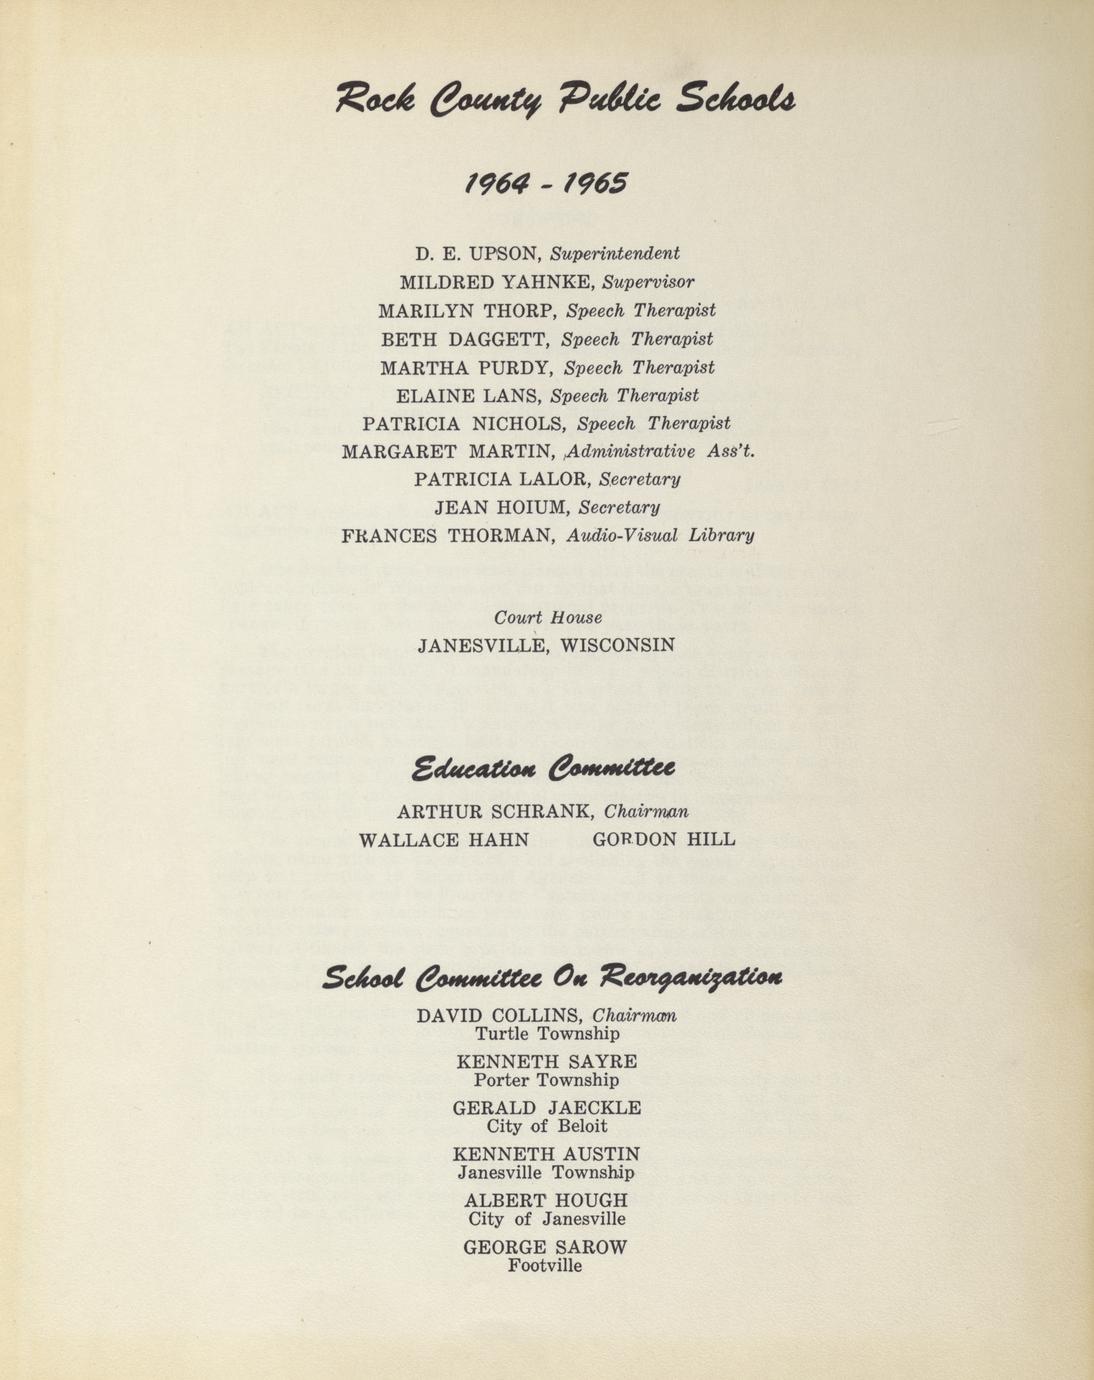 Rock County Public Schools
1964 - 1965
D. E. UPSON, Superintendent
MILDRED YAHNKE, Supervisor
MARILYN THORP, Speech Therapist
BETH DAGGETT, Speech Therapist
MARTHA PURDY, Speech Therapist
ELAINE LANS, Speech Therapist
PATRICIA NICHOLS, Speech Therapist
MARGARET MARTIN, Administrative Ass't.
PATRICIA LALOR, Secretary
JEAN HOIUM, Secretary
FRANCES THORMAN, Audio-Visual Library
Court House
JANESVILLE, WISCONSIN
Education Committee
ARTHUR SCHRANK, Chairman
WALLACE HAHN GORDON HILL
School Committee On Reorganization
DAVID COLLINS, Chairman
Turtle Township
KENNETH SAYRE
Porter Township
GERALD JAECKLE
City of Beloit
KENNETH AUSTIN
Janesville Township
ALBERT HOUGH
City of Janesville
GEORGE SAROW
Footville